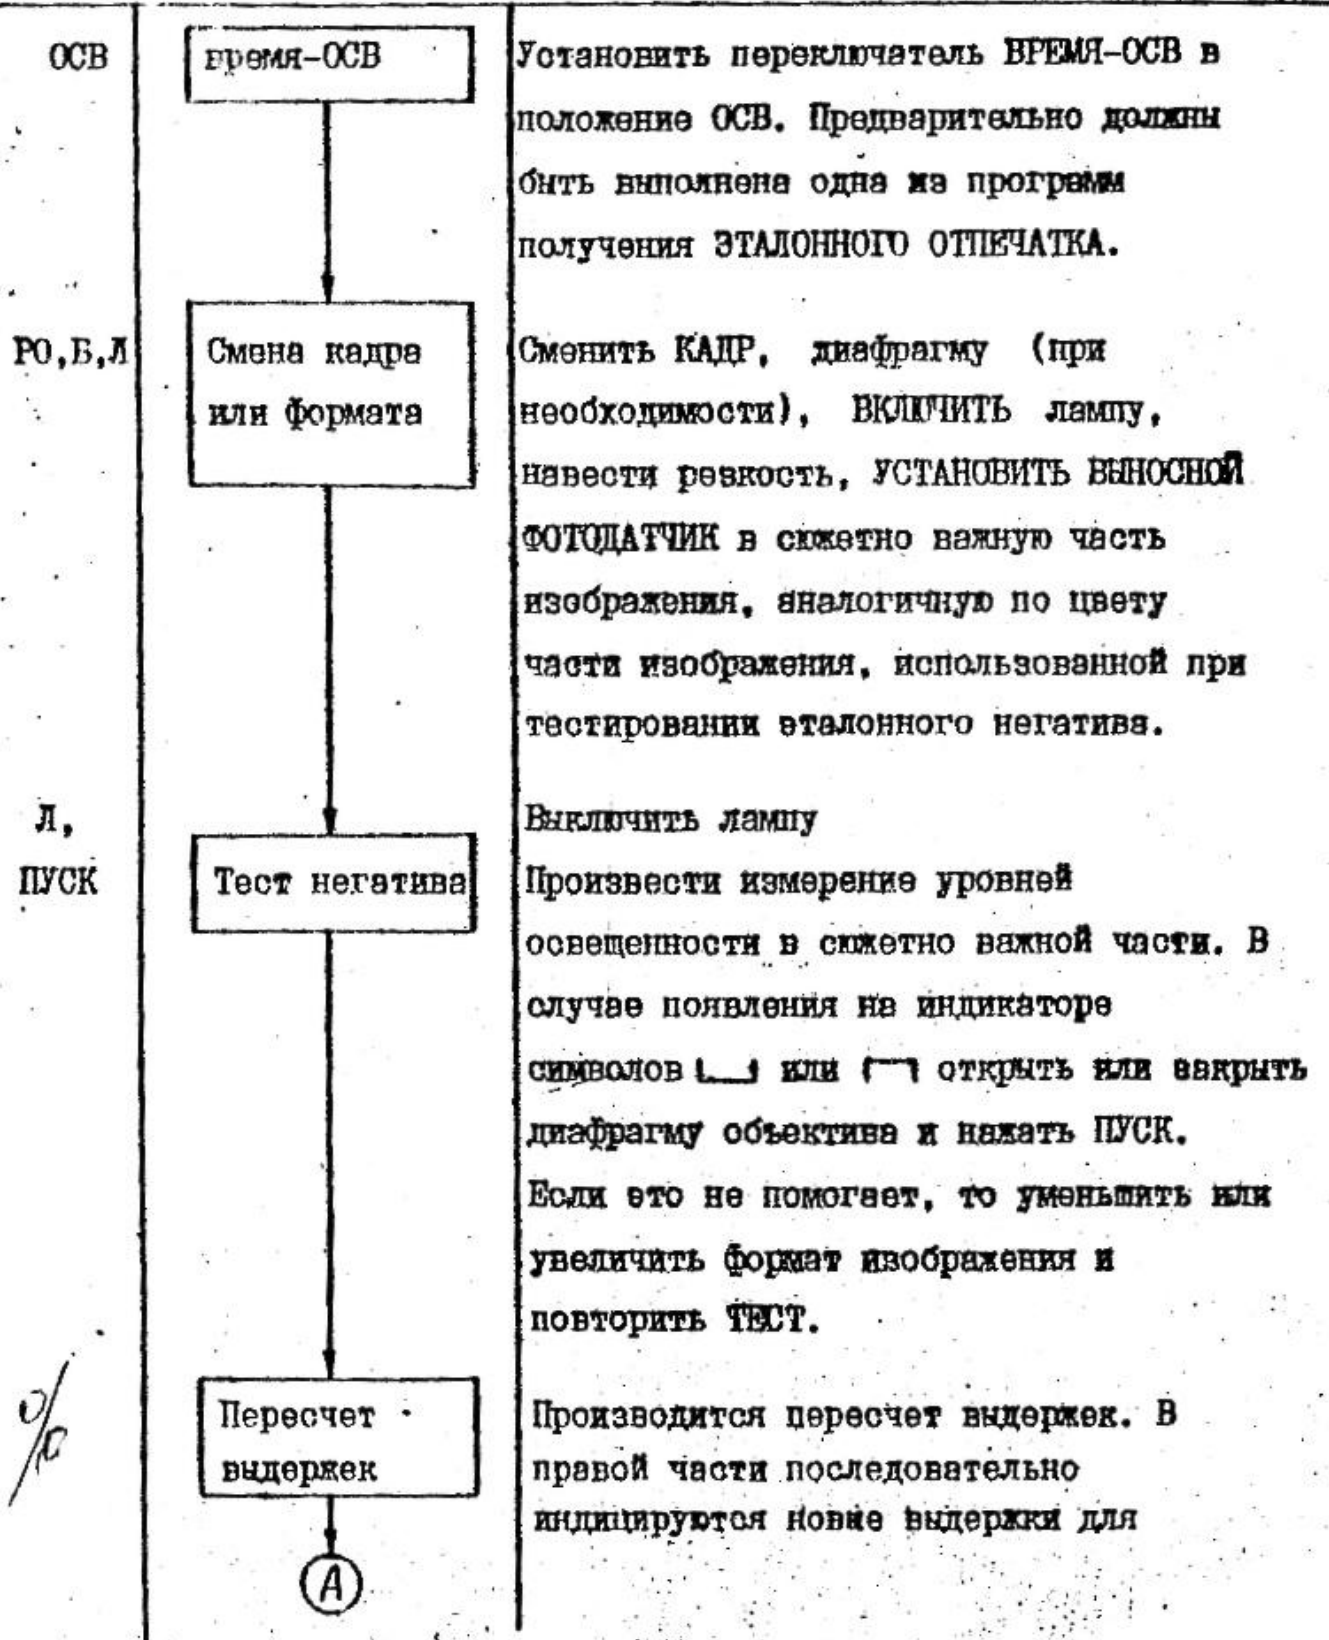 ОСВ
время-ОСВ
Установить переключатель ВРЕМЯ-ОСВ в
положение ОСВ. Предварительно должны
быть выполнена одна из программ
получения ЭТАЛОННОГО ОТПЕЧАТКА.
РО,Б,Л
Смена кадра
или формата
Сменить КАДР, диафрагму (при
необходимости), ВКЛЮЧИТЬ лампу,
навести резкость, УСТАНОВИТЬ ВЫНОСНОЙ
ФОТОДАТЧИК в сюжетно важную часть
изображения, аналогичную по цвету
части изображения, использованной при
тестировании эталонного негатива.
Л,
ПУСК
Тест негатива
Выключить лампу
Произвести измерение уровней
освещенности в сюжетно важной части. В
случае появления на индикаторе
символов или открыть или закрыть
диафрагму объектива и нажать ПУСК.
Если это не помогает, то уменьшить или
увеличить формат изображения и
повторить ТЕСТ.
Пересчет
выдержек
Производится пересчет выдержек. В
правой части последовательно
индицируются новые выдержки для
А